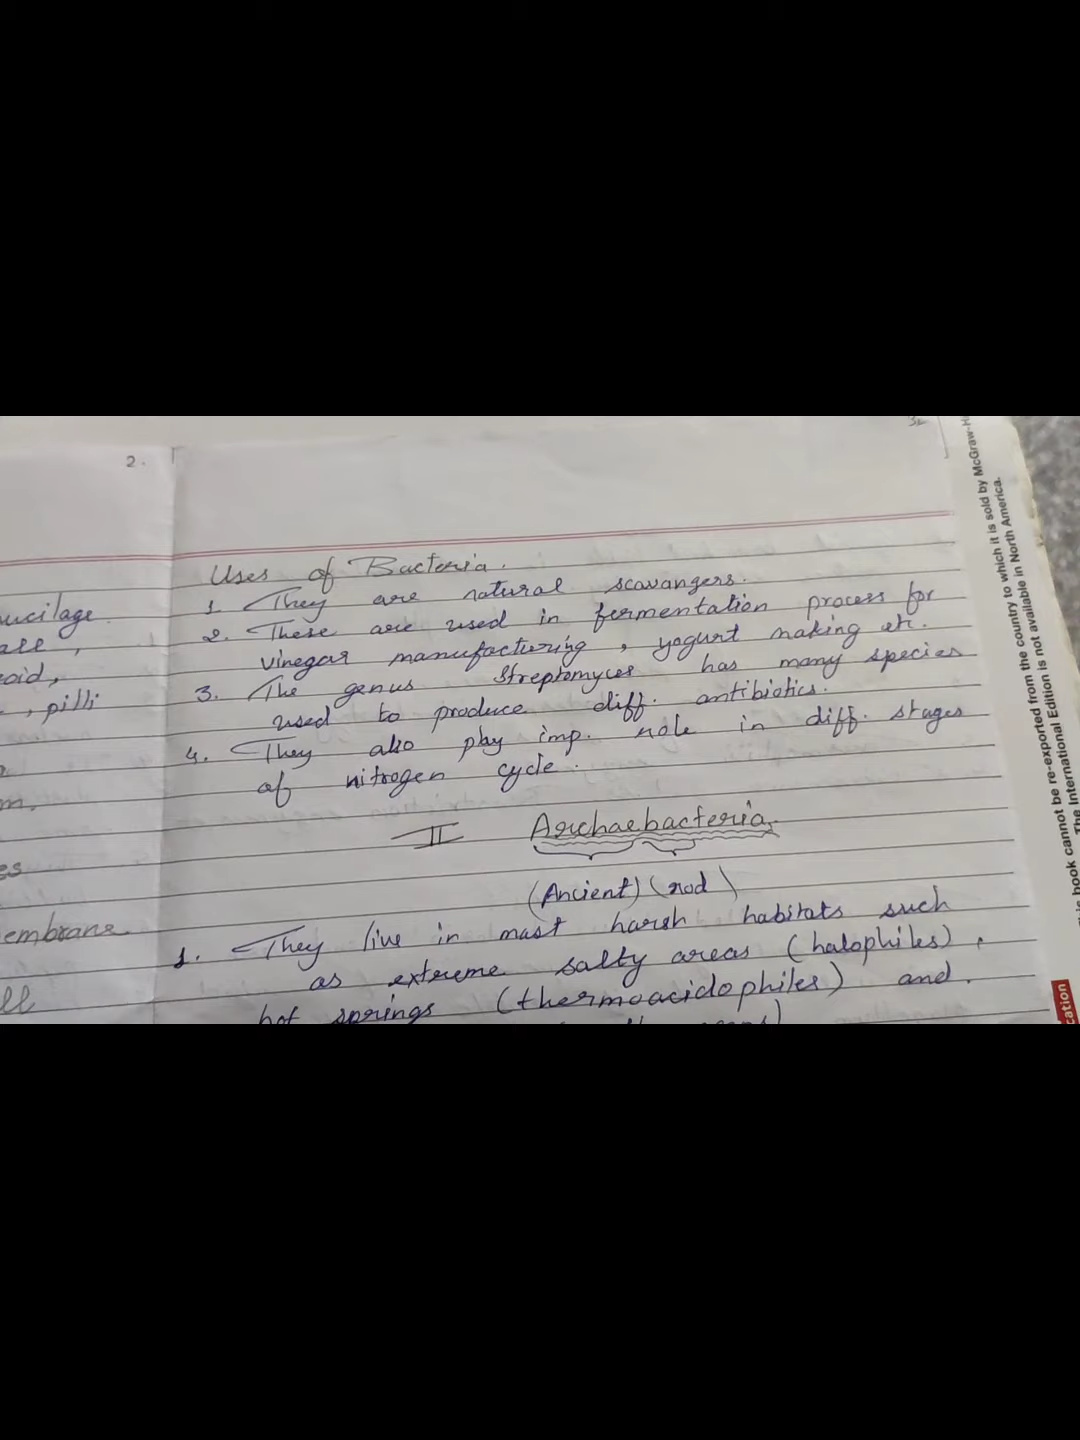 2.
Uses of Bacteria.
1. They are natural scavangers.
2. These are used in fermentation process for
vinegar manufacturing, yogurt making etc.
3. The genus Streptomyces has many species
used to produce diff. antibiotics.
4. They also play imp. role in diff. stages
of nitrogen cycle.
II Archaebacteria
(Ancient) (rod)
1. They live in most harsh habitats such
as extreme salty areas (halophiles),
hot springs (thermoacidophiles) and
ucilage
all,
oid,
, pilli
m.
es
embrane
ll
book cannot be re-exported from the country to which it is sold by McGraw-H
The International Edition is not available in North America.
cation